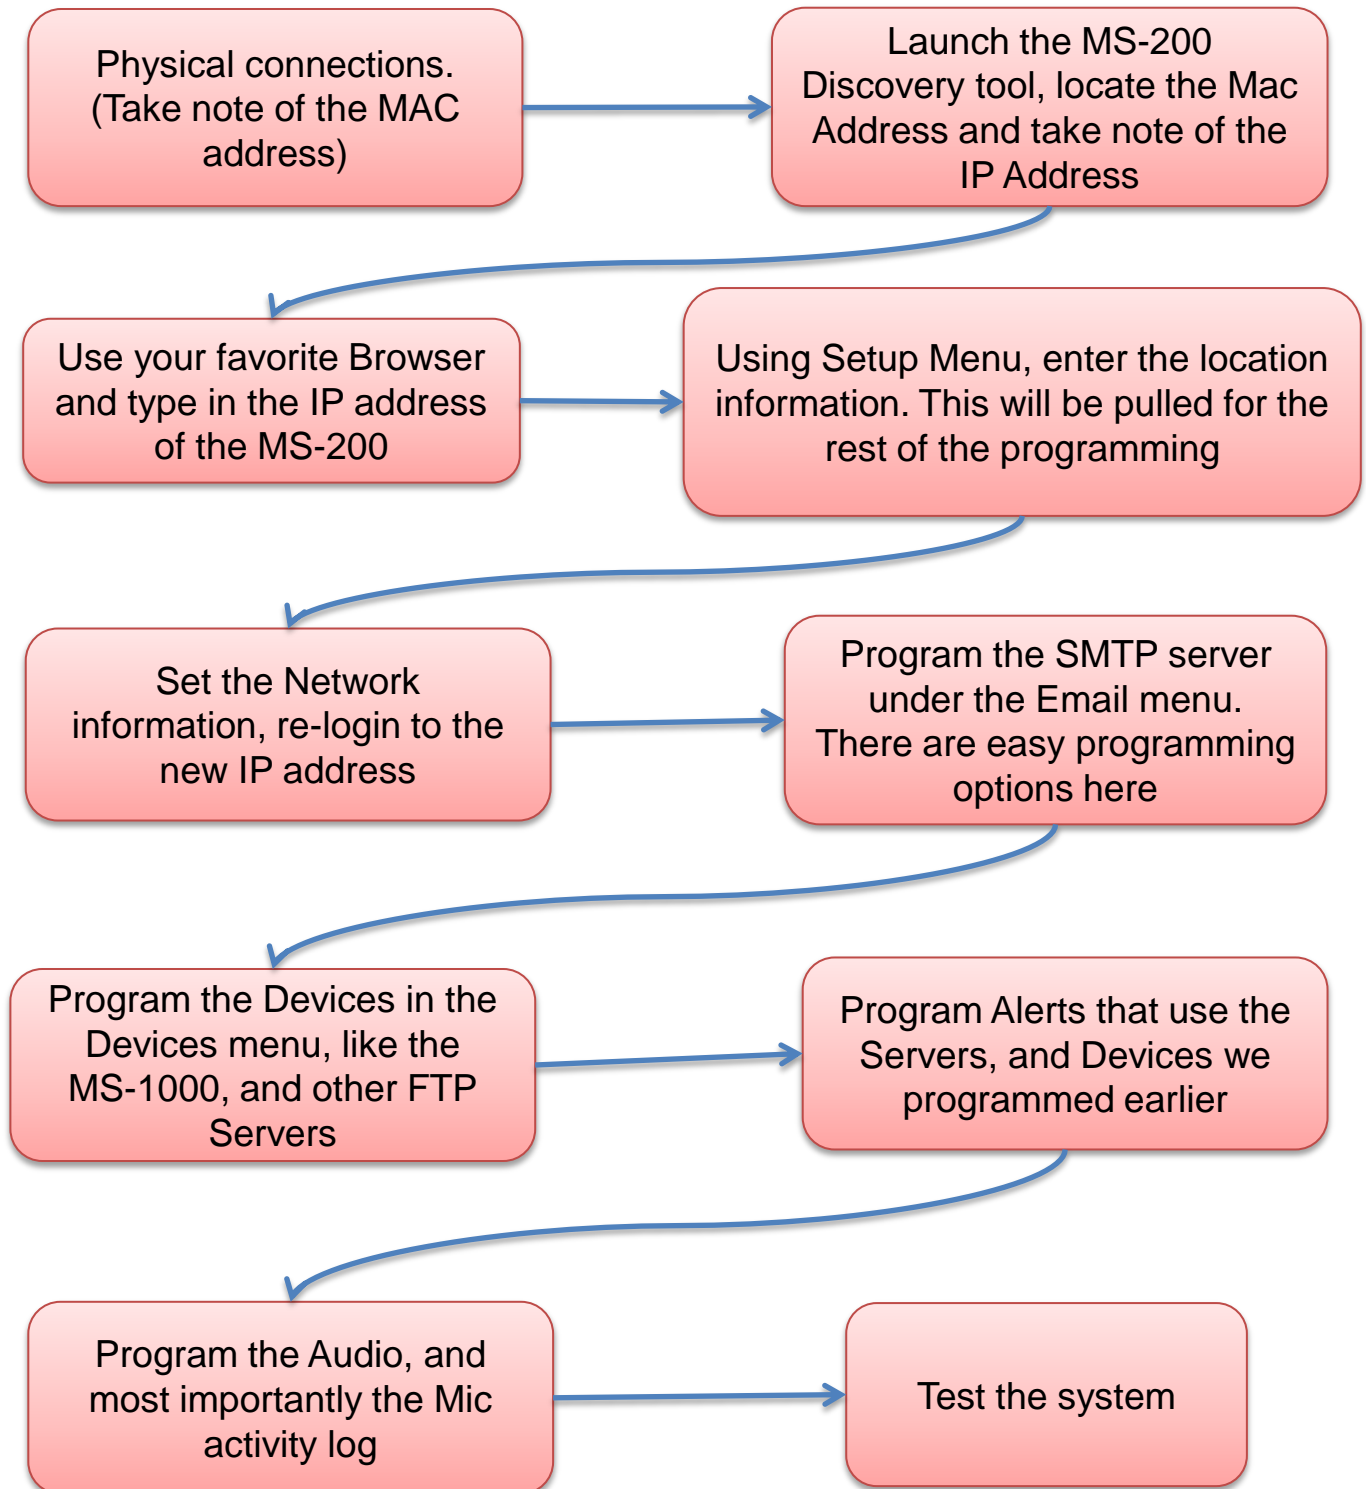 Physical connections.
(Take note of the MAC
address)
Launch the MS-200
Discovery tool, locate the Mac
Address and take note of the
IP Address
Use your favorite Browser
and type in the IP address
of the MS-200
Using Setup Menu, enter the location
information. This will be pulled for the
rest of the programming
Set the Network
information, re-login to the
new IP address
Program the SMTP server
under the Email menu.
There are easy programming
options here
Program the Devices in the
Devices menu, like the
MS-1000, and other FTP
Servers
Program Alerts that use the
Servers, and Devices we
programmed earlier
Program the Audio, and
most importantly the Mic
activity log
Test the system